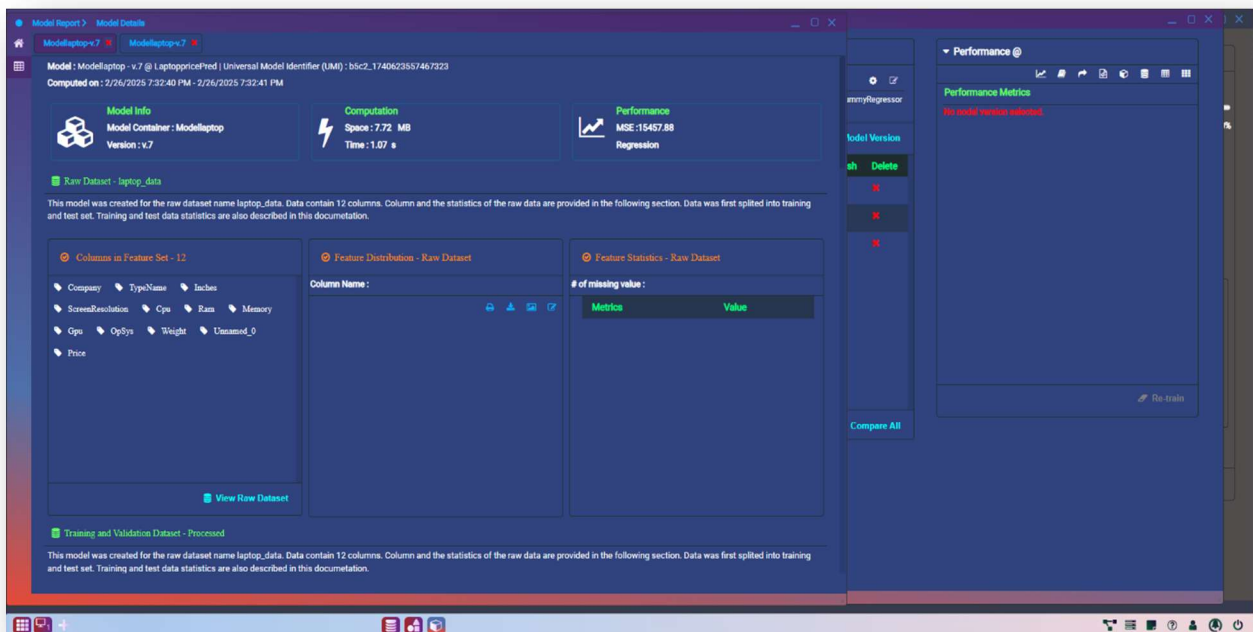 Model Report > Model Details
Modellaptop-v.7 Modellaptop-v.7
Model : Modellaptop - v.7 @ LaptoppricePred | Universal Model Identifier (UMI) : b5c2_1740623557467323
Computed on : 2/26/2025 7:32:40 PM - 2/26/2025 7:32:41 PM
Model Info
Model Container : Modellaptop
Version : v.7
Computation
Space : 7.72 MB
Time : 1.07 s
Performance
MSE :15457.88
Regression
Raw Dataset - laptop_data
This model was created for the raw dataset name laptop_data. Data contain 12 columns. Column and the statistics of the raw data are provided in the following section. Data was first splited into training
and test set. Training and test data statistics are also described in this documetation.
Columns in Feature Set - 12
Company TypeName Inches
ScreenResolution Cpu Ram Memory
Gpu OpSys Weight Unnamed_0
Price
View Raw Dataset
Feature Distribution - Raw Dataset
Column Name :
Feature Statistics - Raw Dataset
# of missing value :
Metrics Value
Training and Validation Dataset - Processed
This model was created for the raw dataset name laptop_data. Data contain 12 columns. Column and the statistics of the raw data are provided in the following section. Data was first splited into training
and test set. Training and test data statistics are also described in this documetation.
mmyRegressor
Model Version
sh Delete
Compare All
Performance @
Performance Metrics
No model version selected.
Re-train